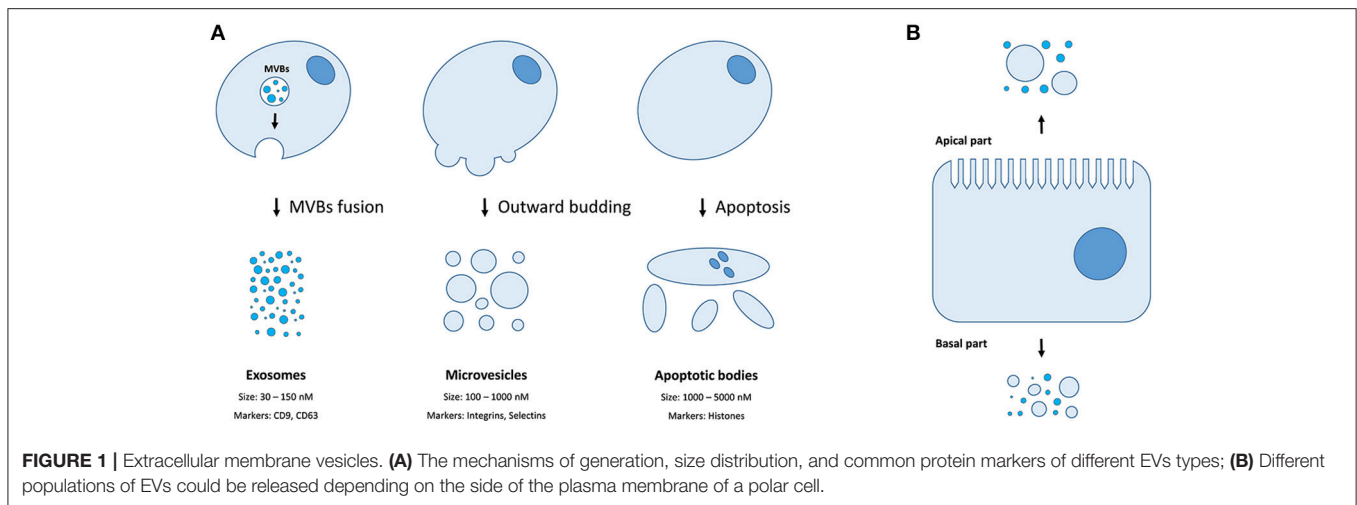 A
MVBs
MVBs fusion
Outward budding
Apoptosis
Exosomes
Size: 30 – 150 nM
Markers: CD9, CD63
Microvesicles
Size: 100 – 1000 nM
Markers: Integrins, Selectins
Apoptotic bodies
Size: 1000 – 5000 nM
Markers: Histones
B
Apical part
Basal part
FIGURE 1 | Extracellular membrane vesicles. (A) The mechanisms of generation, size distribution, and common protein markers of different EVs types; (B) Different
populations of EVs could be released depending on the side of the plasma membrane of a polar cell.